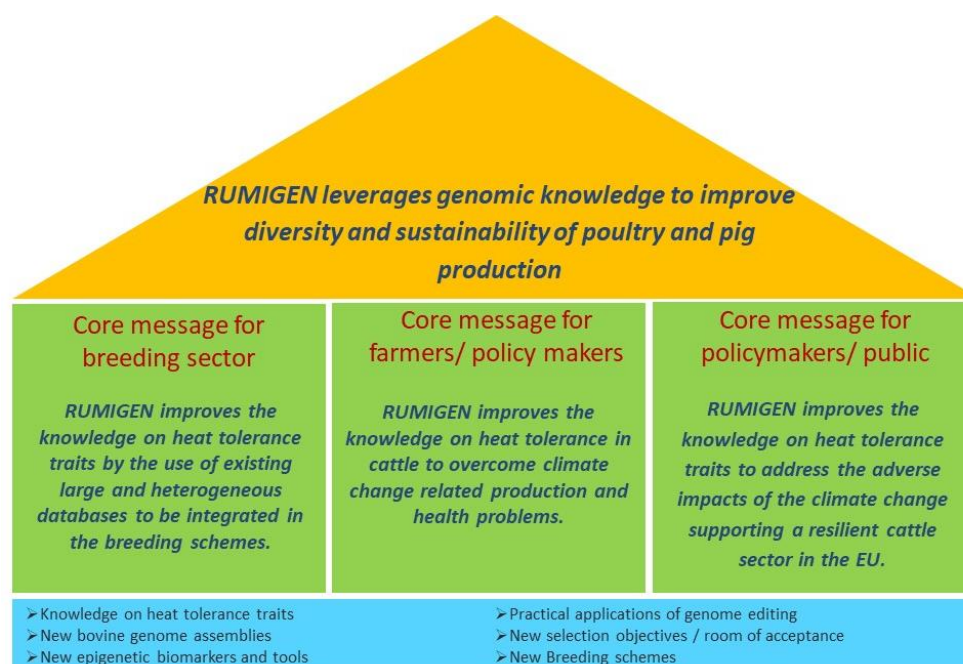 RUMIGEN leverages genomic knowledge to improve
diversity and sustainability of poultry and pig
production
Core message for
breeding sector
RUMIGEN improves the
knowledge on heat tolerance
traits by the use of existing
large and heterogeneous
databases to be integrated in
the breeding schemes.
Core message for
farmers/ policy makers
RUMIGEN improves the
knowledge on heat tolerance in
cattle to overcome climate
change related production and
health problems.
Core message for
policymakers/ public
RUMIGEN improves the
knowledge on heat tolerance
traits to address the adverse
impacts of the climate change
supporting a resilient cattle
sector in the EU.
➢Knowledge on heat tolerance traits
➢New bovine genome assemblies
➢New epigenetic biomarkers and tools
➢Practical applications of genome editing
➢New selection objectives / room of acceptance
➢New Breeding schemes